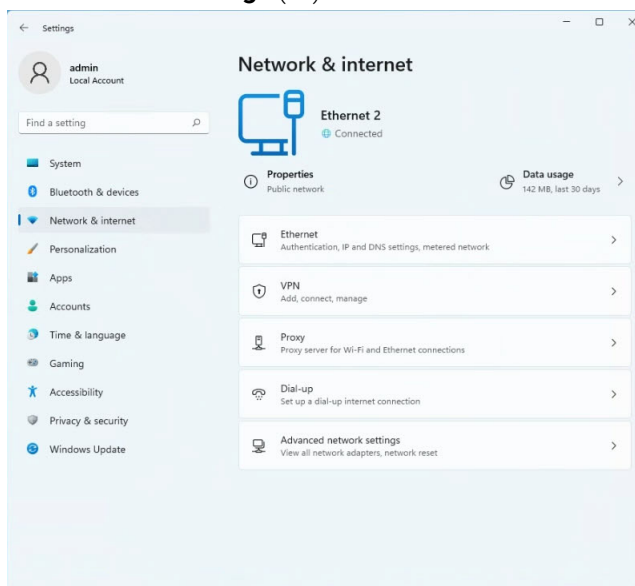 Settings
admin
Local Account
Find a setting
System
Bluetooth & devices
Network & internet
Personalization
Apps
Accounts
Time & language
Gaming
Accessibility
Privacy & security
Windows Update
Network & internet
Ethernet 2
Connected
Properties
Public network
Data usage
142 MB, last 30 days
Ethernet
Authentication, IP and DNS settings, metered network
VPN
Add, connect, manage
Proxy
Proxy server for Wi-Fi and Ethernet connections
Dial-up
Set up a dial-up internet connection
Advanced network settings
View all network adapters, network reset